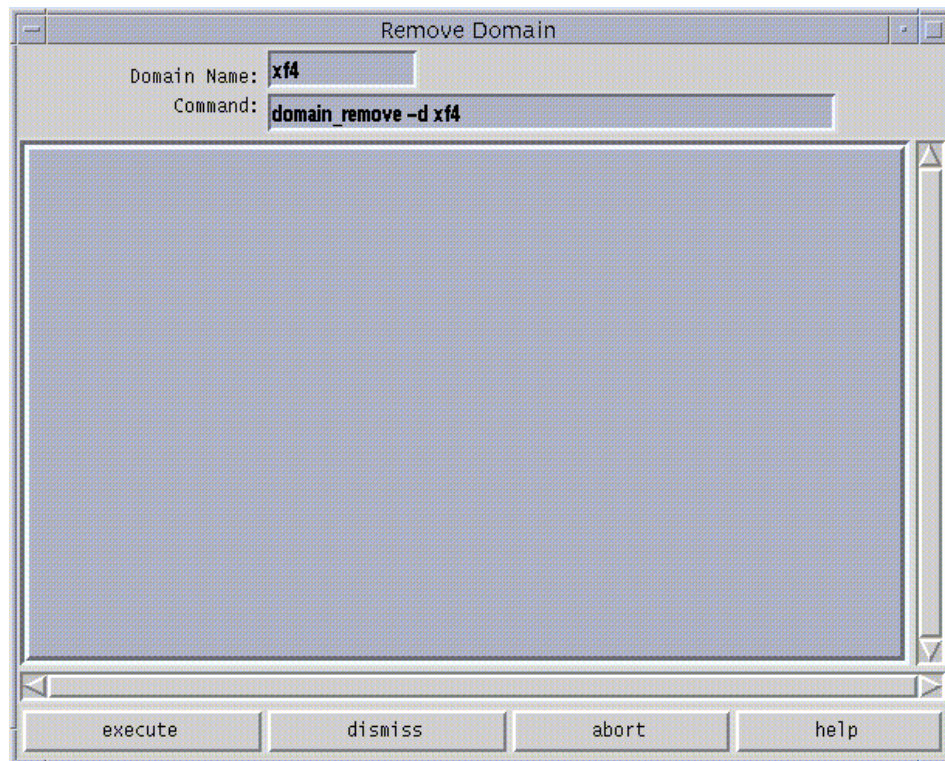 Remove Domain
Domain Name: xf4
Command: domain_remove –d xf4
execute dismiss abort help